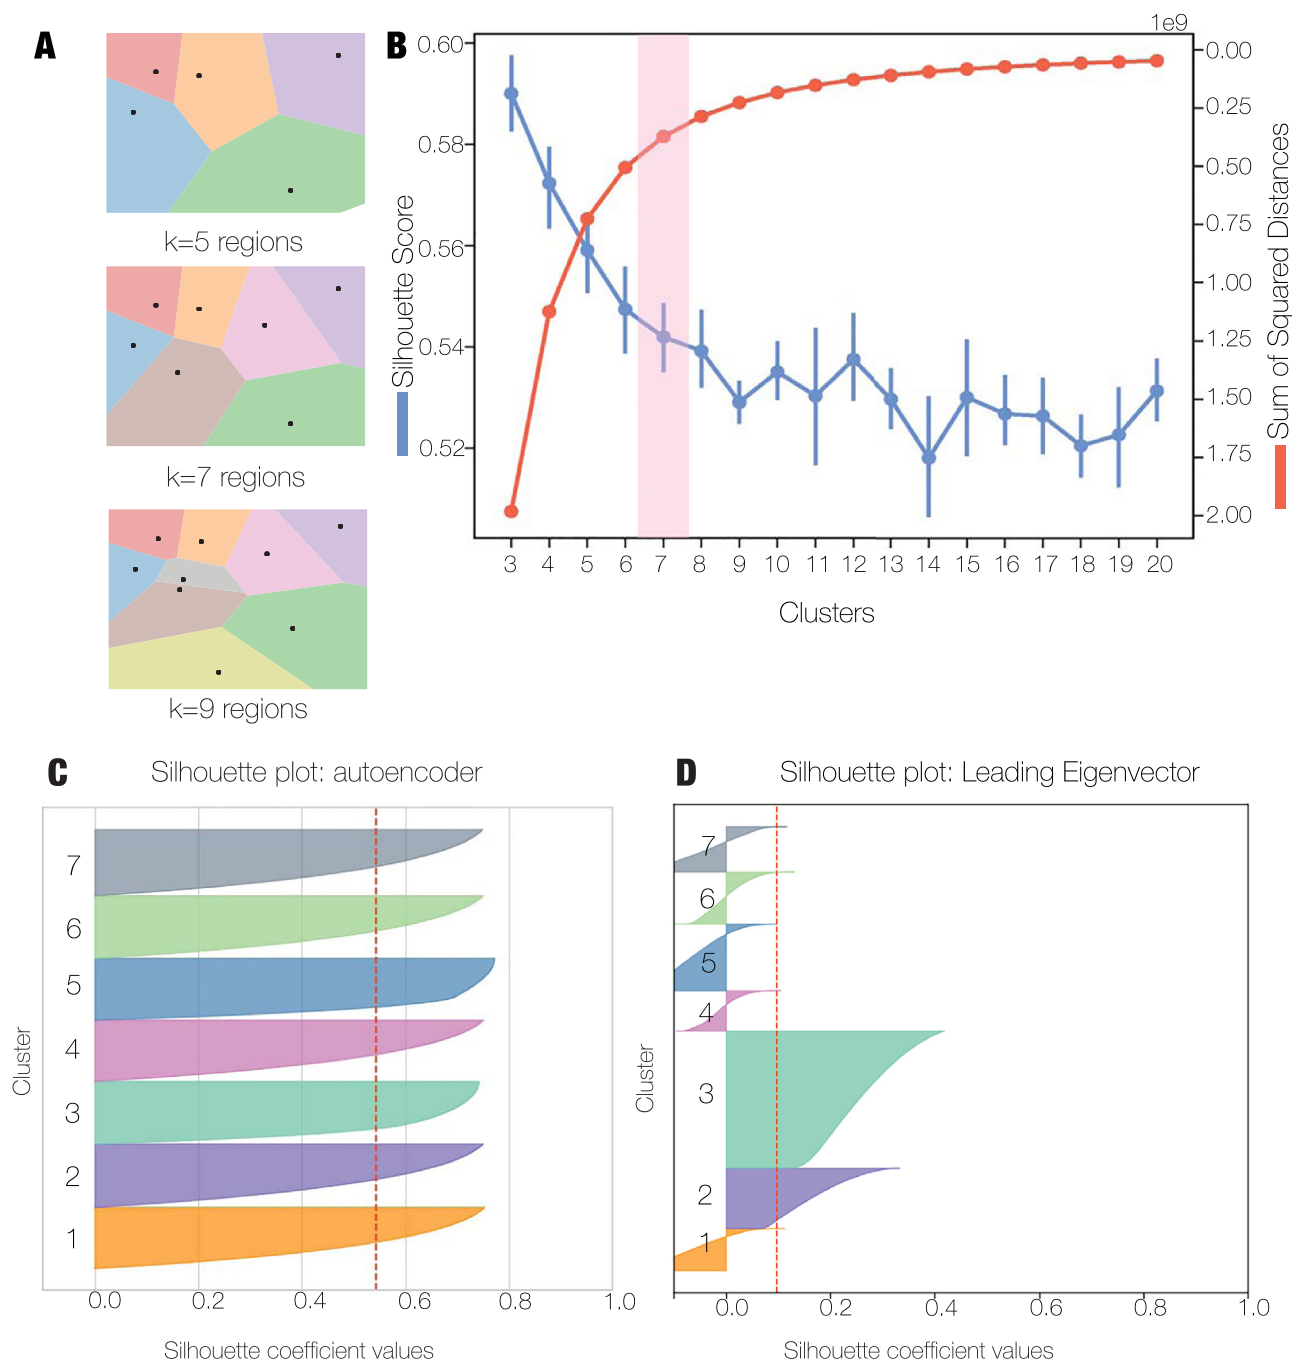 A
k=5 regions
k=7 regions
k=9 regions
B
1e9
0.60
0.58
0.56
0.54
0.52
Silhouette Score
0.00
0.25
0.50
0.75
1.00
1.25
1.50
1.75
2.00
Sum of Squared Distances
3 4 5 6 7 8 9 10 11 12 13 14 15 16 17 18 19 20
Clusters
C
Silhouette plot: autoencoder
7
6
5
4
3
2
1
Cluster
0.0 0.2 0.4 0.6 0.8 1.0
Silhouette coefficient values
D
Silhouette plot: Leading Eigenvector
7
6
5
4
3
2
1
Cluster
0.0 0.2 0.4 0.6 0.8 1.0
Silhouette coefficient values